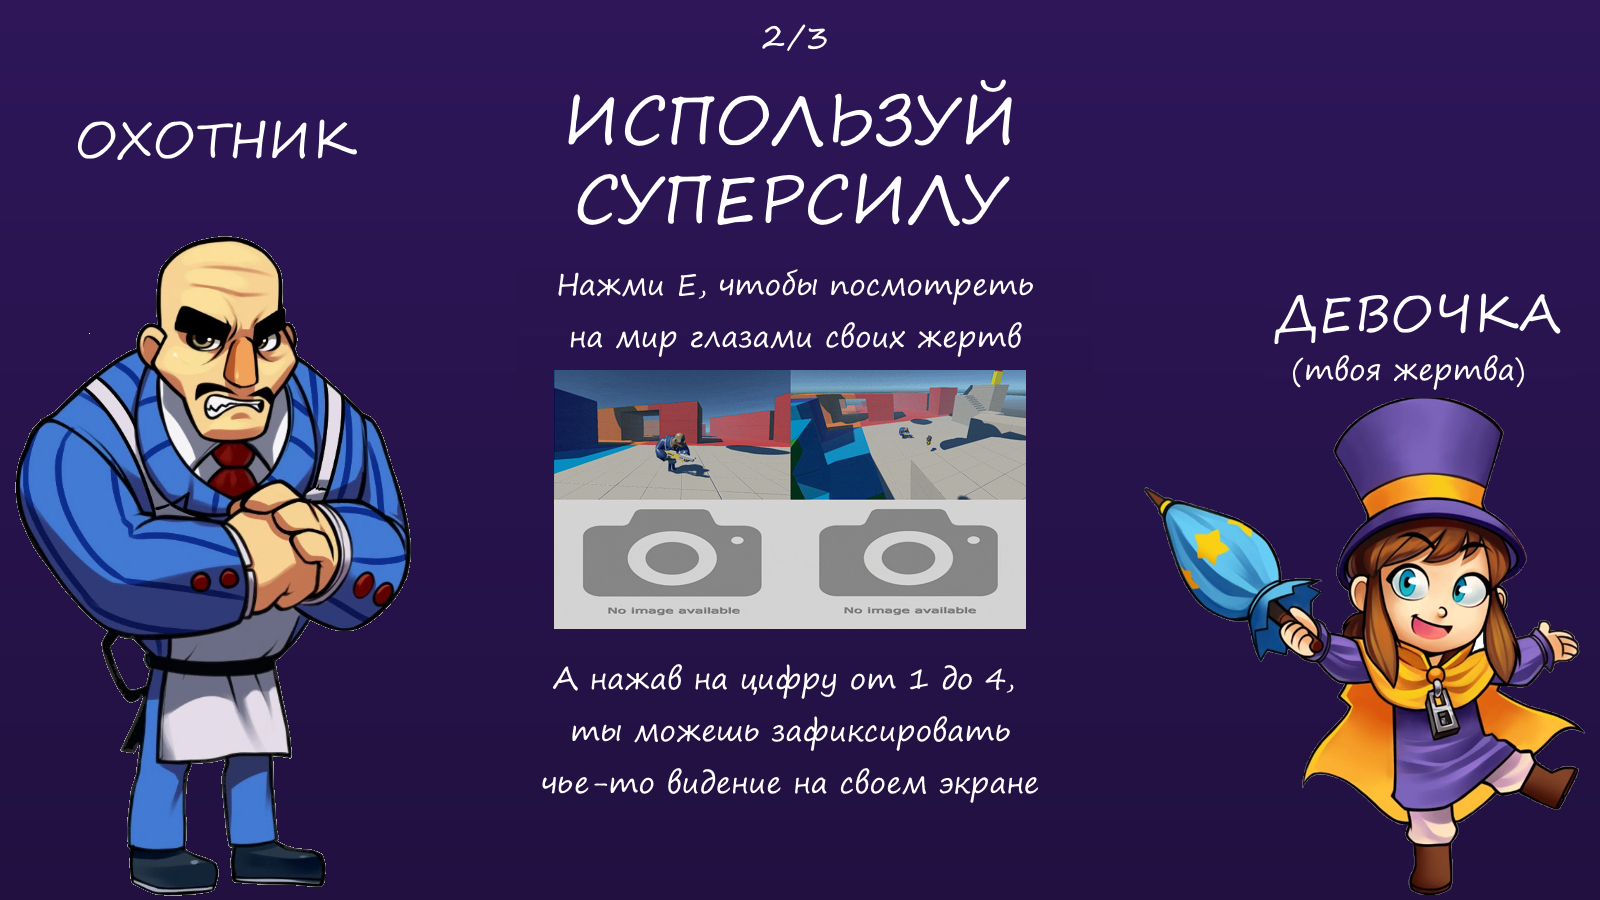 2/3
ИСПОЛЬЗУЙ
СУПЕРСИЛУ
ОХОТНИК
Нажми E, чтобы посмотреть
на мир глазами своих жертв
ДЕВОЧКА
(твоя жертва)
No image available
No image available
А нажав на цифру от 1 до 4,
ты можешь зафиксировать
чье-то видение на своем экране